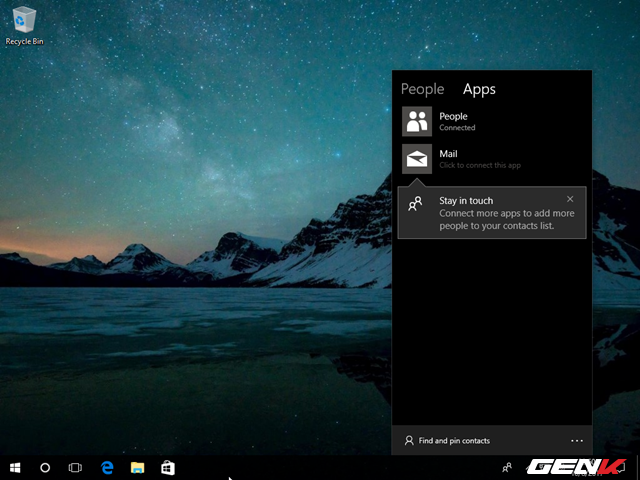 Recycle Bin
People Apps
People
Connected
Mail
Click to connect this app
Stay in touch
Connect more apps to add more
people to your contacts list.
Find and pin contacts
GENK